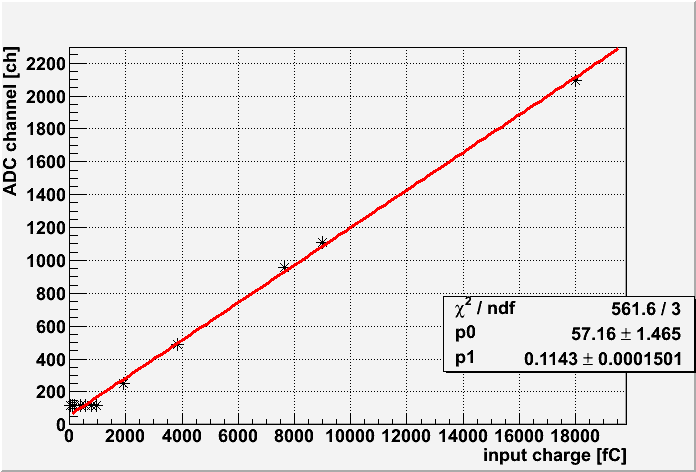 ADC channel [ch]
2200
2000
1800
1600
1400
1200
1000
800
600
400
200
0
χ² / ndf 561.6 / 3
p0 57.16 ± 1.465
p1 0.1143 ± 0.0001501
0 2000 4000 6000 8000 10000 12000 14000 16000 18000
input charge [fC]